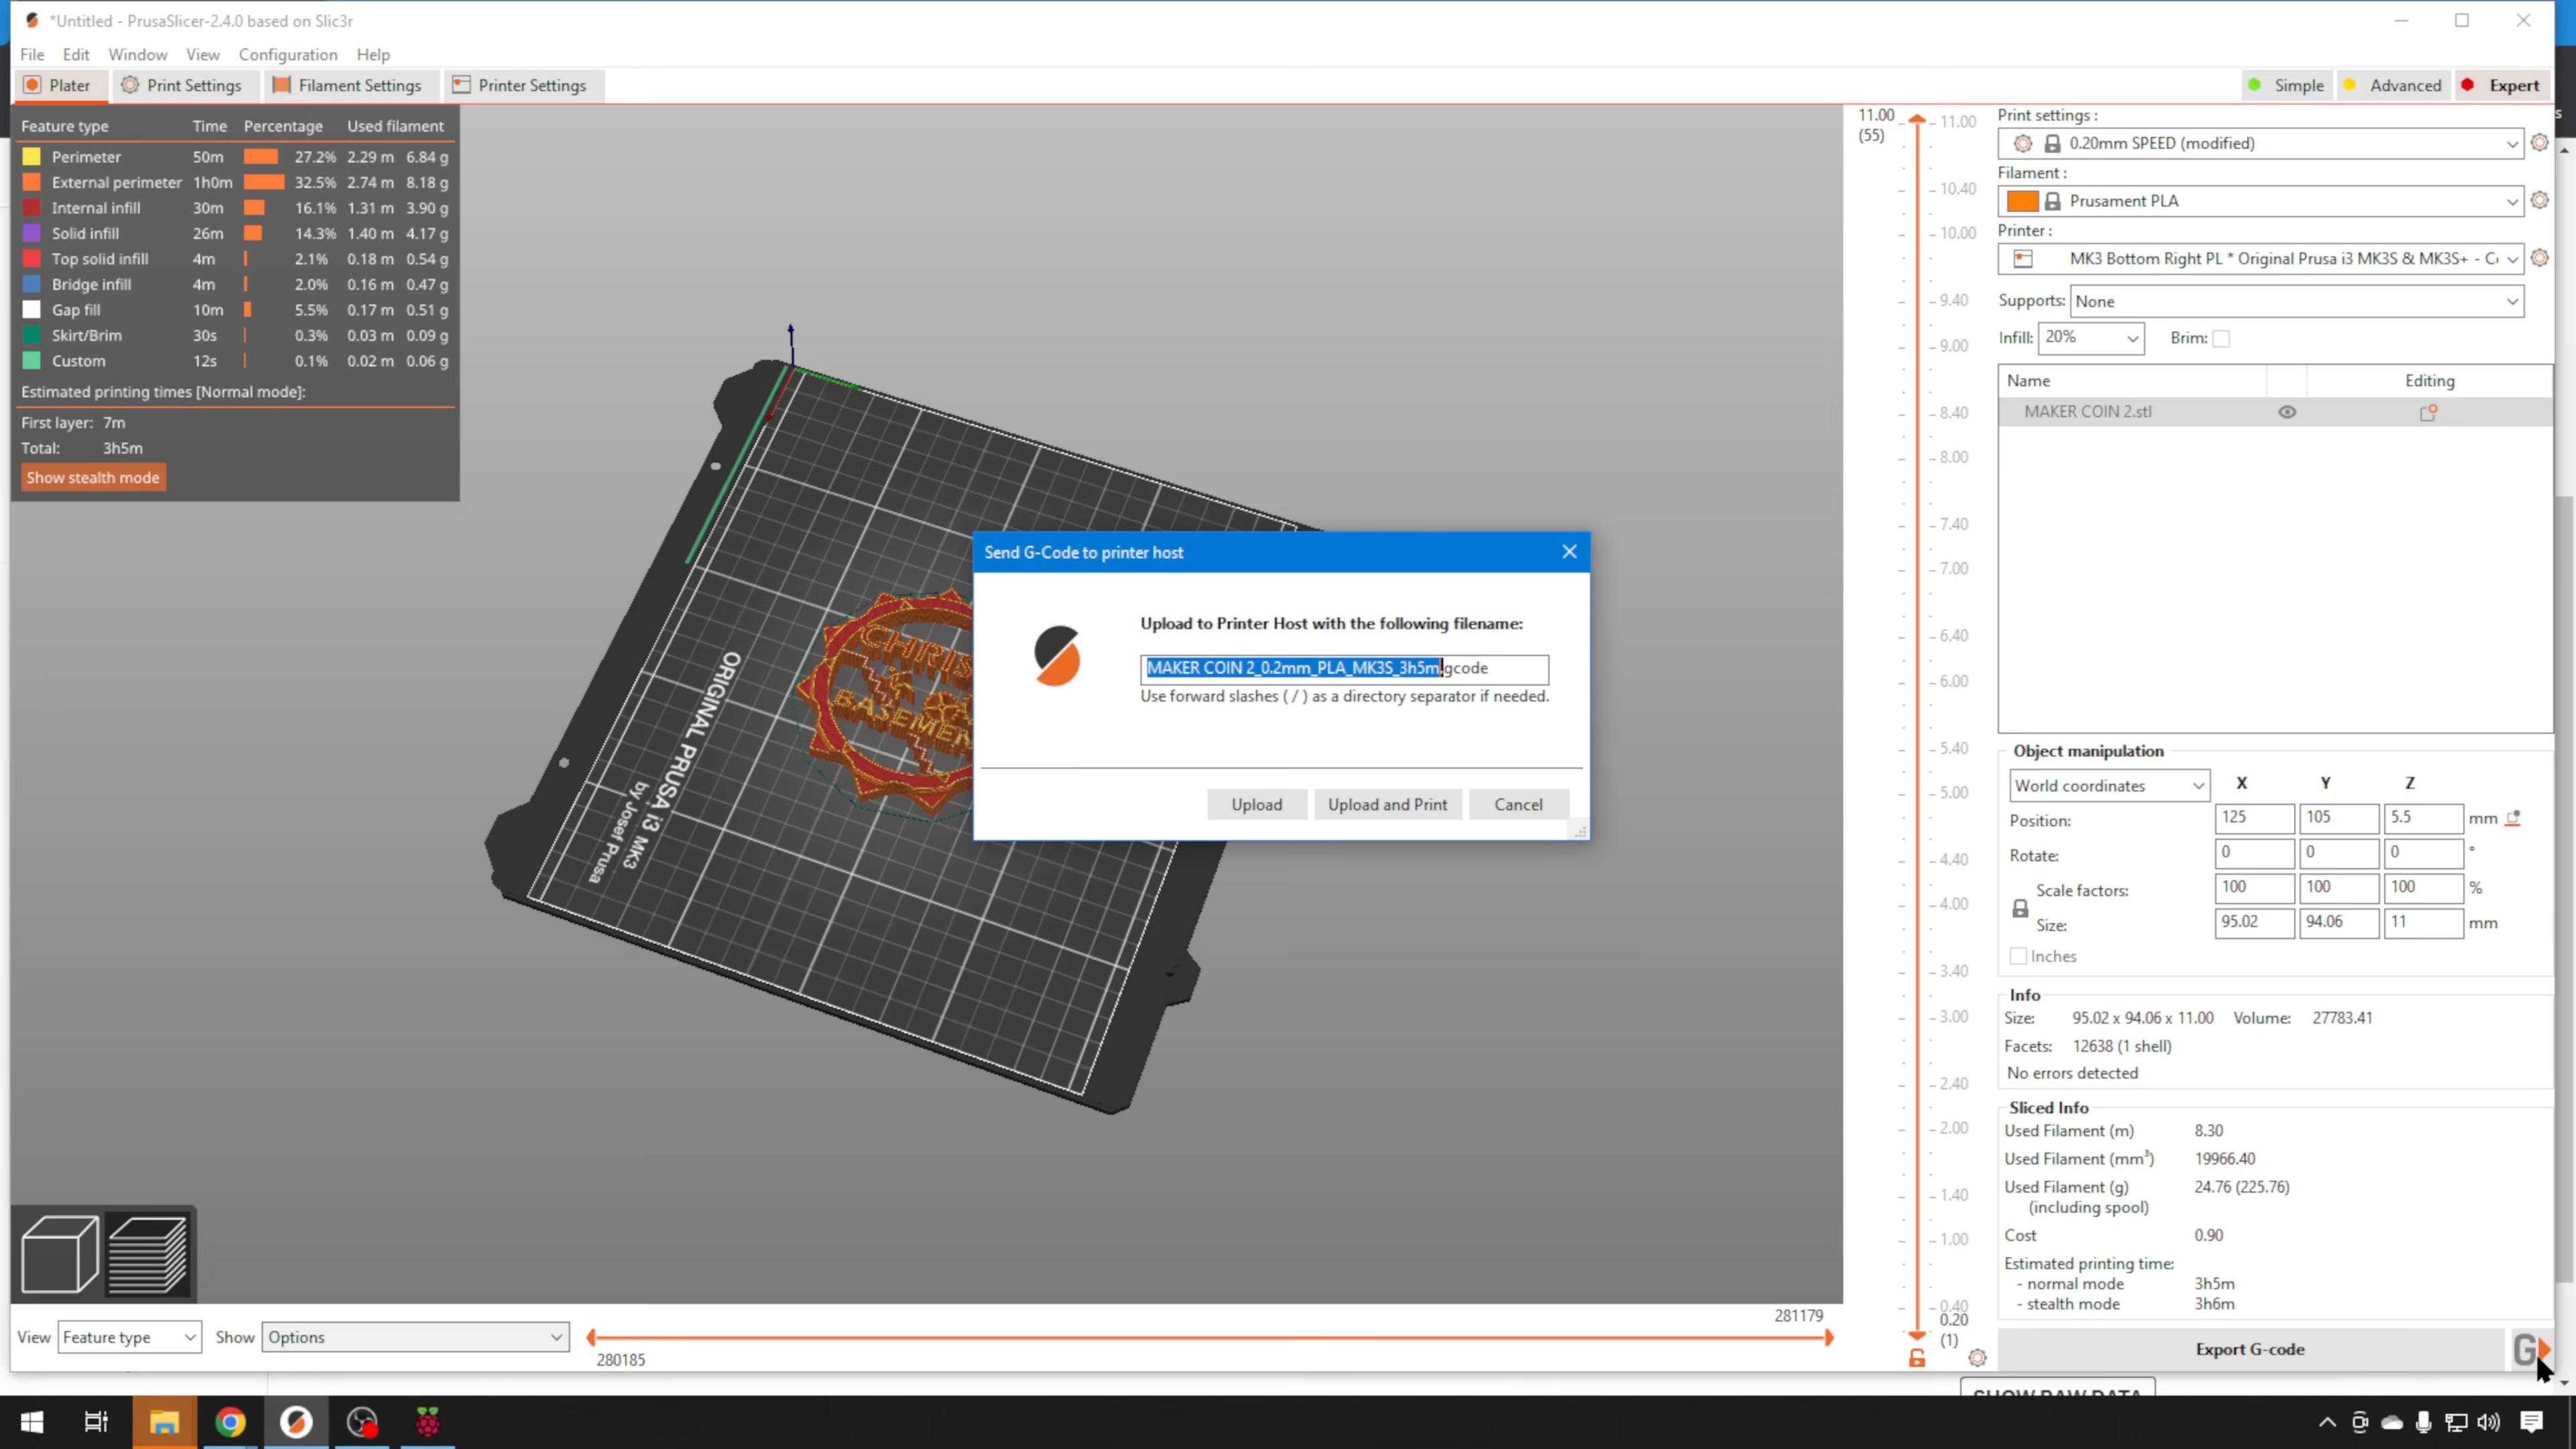 *Untitled - PrusaSlicer-2.4.0 based on Slic3r
File Edit Window View Configuration Help
Plater Print Settings Filament Settings Printer Settings Simple Advanced Expert
Feature type Time Percentage Used filament
Perimeter 50m 27.2% 2.29 m 6.84 g
External perimeter 1h0m 32.5% 2.74 m 8.18 g
Internal infill 30m 16.1% 1.31 m 3.90 g
Solid infill 26m 14.3% 1.40 m 4.17 g
Top solid infill 4m 2.1% 0.18 m 0.54 g
Bridge infill 4m 2.0% 0.16 m 0.47 g
Gap fill 10m 5.5% 0.17 m 0.51 g
Skirt/Brim 30s 0.3% 0.03 m 0.09 g
Custom 12s 0.1% 0.02 m 0.06 g
Estimated printing times [Normal mode]:
First layer: 7m
Total: 3h5m
Show stealth mode
ORIGINAL PRUSA i3 MK3
by Josef Prusa
CHRIS
BASEMEN
Send G-Code to printer host
Upload to Printer Host with the following filename:
MAKER COIN 2_0.2mm_PLA_MK3S_3h5m.gcode
Use forward slashes ( / ) as a directory separator if needed.
Upload Upload and Print Cancel
11.00
(55)
11.00
10.40
10.00
9.40
9.00
8.40
8.00
7.40
7.00
6.40
6.00
5.40
5.00
4.40
4.00
3.40
3.00
2.40
2.00
1.40
1.00
0.40
0.20
(1)
Print settings :
0.20mm SPEED (modified)
Filament :
Prusament PLA
Printer :
MK3 Bottom Right PL * Original Prusa i3 MK3S & MK3S+ - C
Supports: None
Infill: 20% Brim:
Name Editing
MAKER COIN 2.stl
Object manipulation
World coordinates X Y Z
Position: 125 105 5.5 mm
Rotate: 0 0 0 °
Scale factors: 100 100 100 %
Size: 95.02 94.06 11 mm
Inches
Info
Size: 95.02 x 94.06 x 11.00 Volume: 27783.41
Facets: 12638 (1 shell)
No errors detected
Sliced Info
Used Filament (m) 8.30
Used Filament (mm³) 19966.40
Used Filament (g) 24.76 (225.76)
(including spool)
Cost 0.90
Estimated printing time:
- normal mode 3h5m
- stealth mode 3h6m
Export G-code G
View Feature type Show Options
281179
280185
SHOW RAW DATA